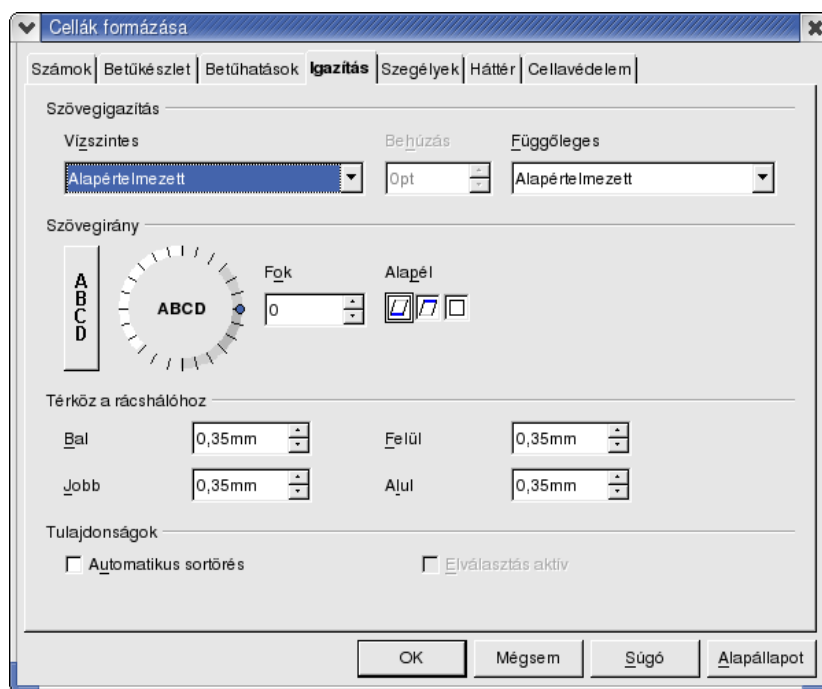 Cellák formázása
Számok Betűkészlet Betűhatások Igazítás Szegélyek Háttér Cellavédelem
Szövegigazítás
Vízszintes Behúzás Függőleges
Alapértelmezett 0pt Alapértelmezett
Szövegirány
ABCD
ABCD
Fok Alapél
0
Térköz a rácshálóhoz
Bal 0,35mm Felül 0,35mm
Jobb 0,35mm Alul 0,35mm
Tulajdonságok
Automatikus sortörés Elválasztás aktív
OK Mégsem Súgó Alapállapot